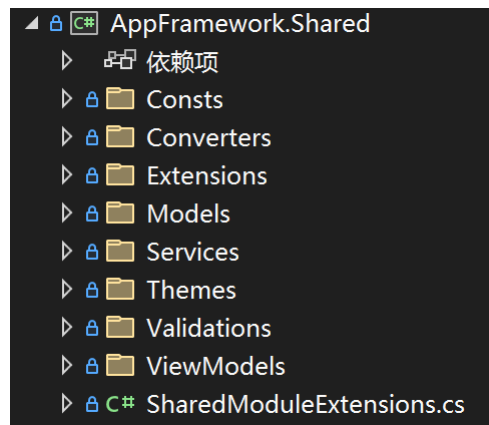 C# AppFramework.Shared
依赖项
Consts
Converters
Extensions
Models
Services
Themes
Validations
ViewModels
C# SharedModuleExtensions.cs